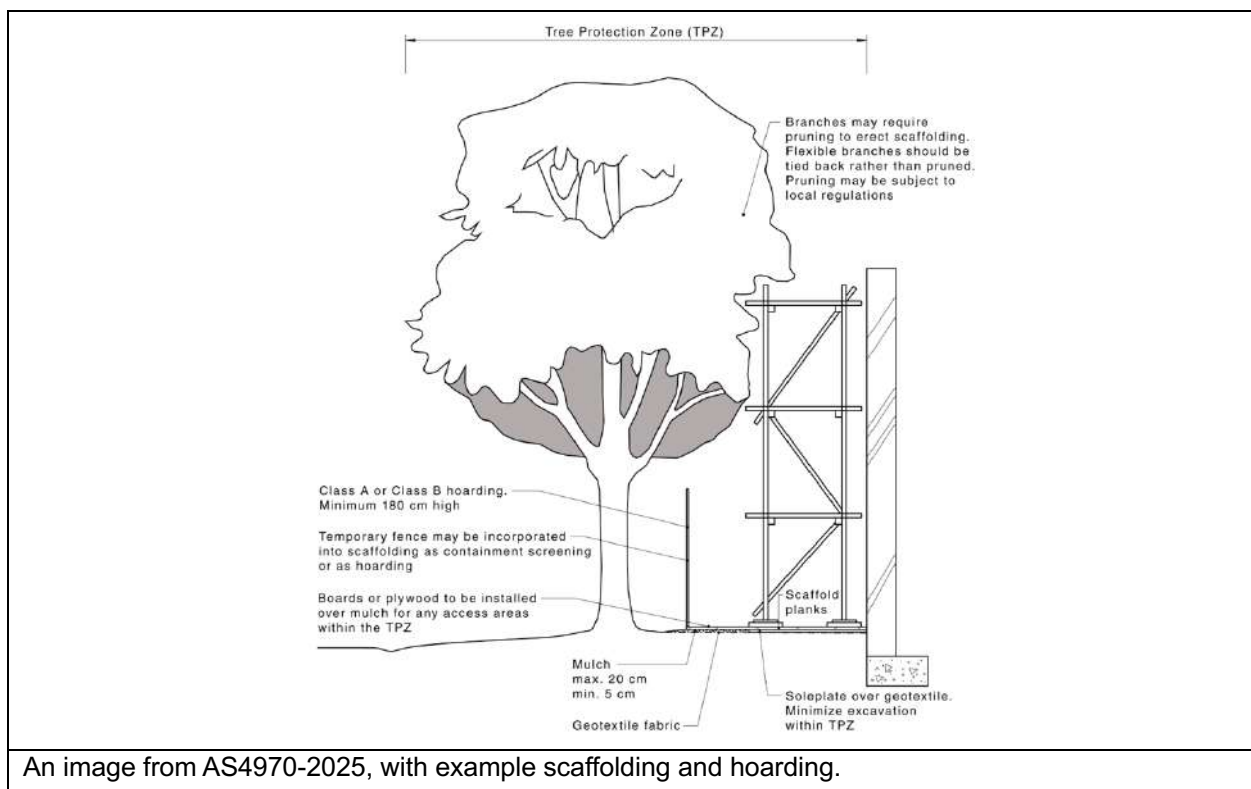 Tree Protection Zone (TPZ)
Branches may require
pruning to erect scaffolding.
Flexible branches should be
tied back rather than pruned.
Pruning may be subject to
local regulations
Class A or Class B hoarding.
Minimum 180 cm high
Temporary fence may be incorporated
into scaffolding as containment screening
or as hoarding
Boards or plywood to be installed
over mulch for any access areas
within the TPZ
Scaffold
planks
Mulch
max. 20 cm
min. 5 cm
Geotextile fabric
Soleplate over geotextile.
Minimize excavation
within TPZ
An image from AS4970-2025, with example scaffolding and hoarding.